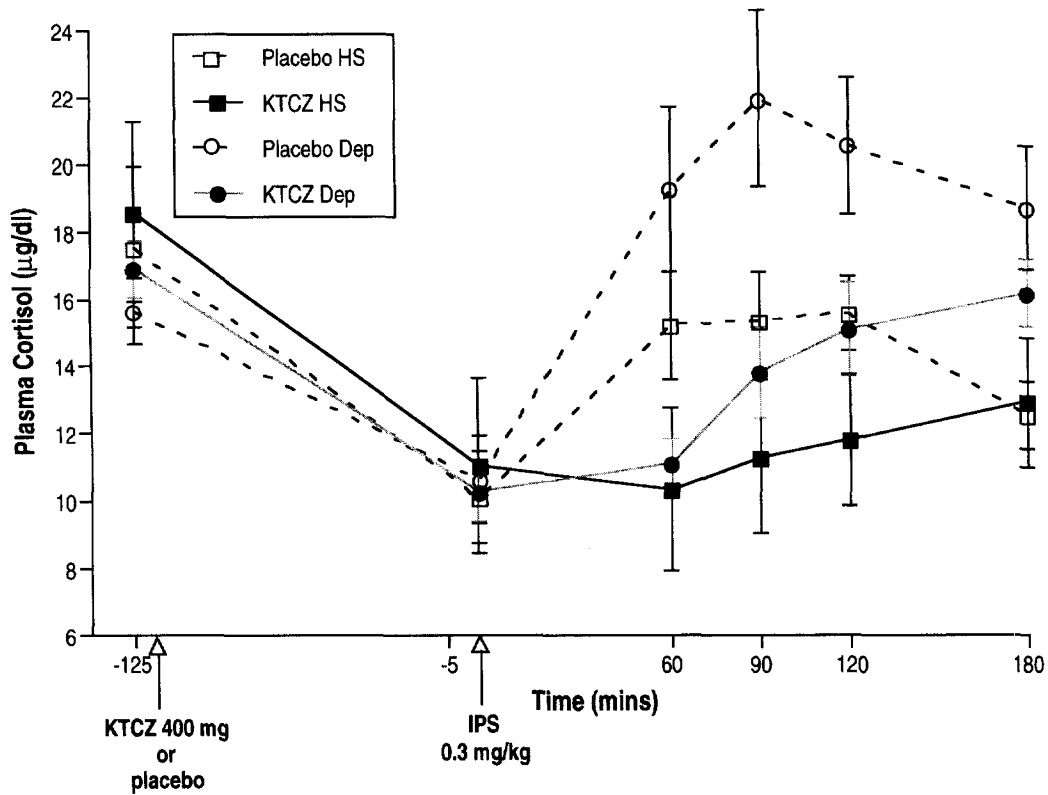 24
22
20
18
16
14
12
10
8
6
Plasma Cortisol (µg/dl)
Placebo HS
KTCZ HS
Placebo Dep
KTCZ Dep
-125
-5
60
90
120
180
Time (mins)
KTCZ 400 mg
or
placebo
IPS
0.3 mg/kg